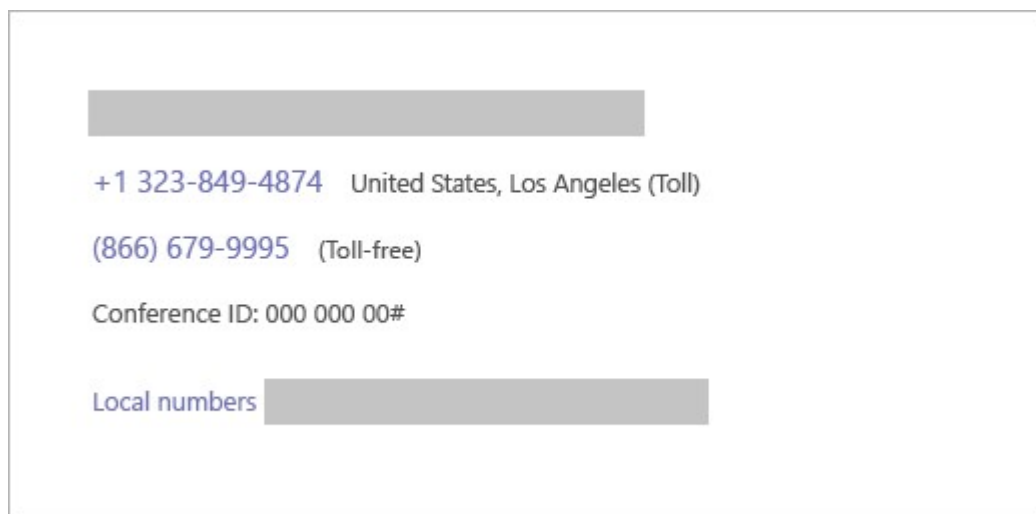 +1 323-849-4874 United States, Los Angeles (Toll)
(866) 679-9995 (Toll-free)
Conference ID: 000 000 00#
Local numbers